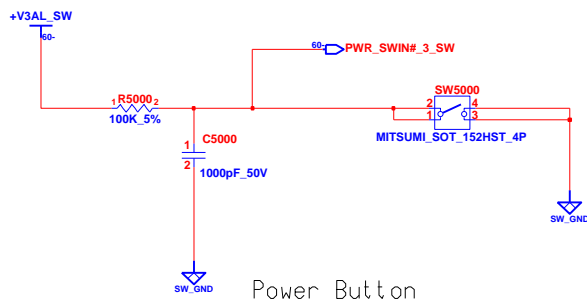 +V3AL_SW
60-
60-
PWR_SWIN#_3_SW
R5000
1
2
100K_5%
SW5000
2
4
1
3
MITSUMI_SOT_152HST_4P
C5000
1
2
1000pF_50V
SW_GND
SW_GND
Power Button